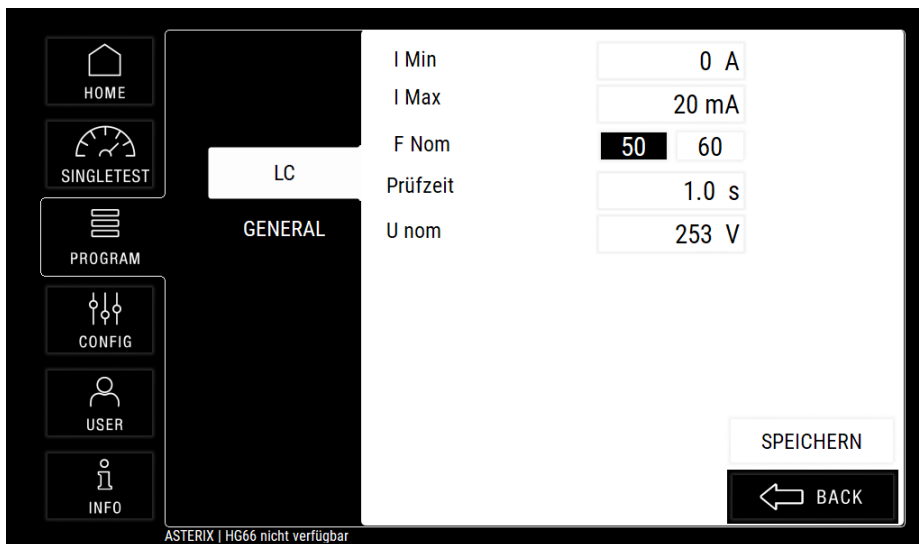 HOME
SINGLETEST
PROGRAM
CONFIG
USER
INFO
LC
GENERAL
I Min 0 A
I Max 20 mA
F Nom 50 60
Prüfzeit 1.0 s
U nom 253 V
SPEICHERN
BACK
ASTERIX | HG66 nicht verfügbar